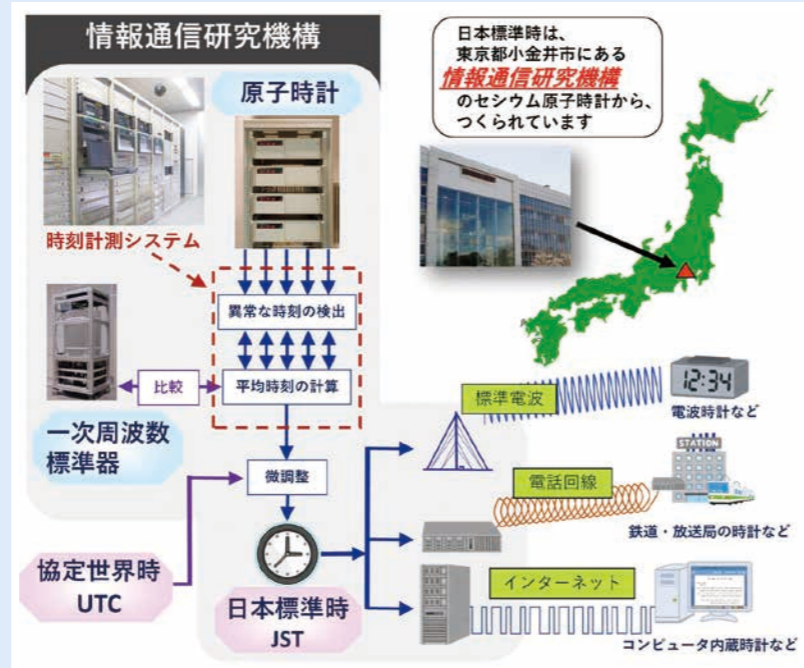 情報通信研究機構
原子時計
時刻計測システム
異常な時刻の検出
比較
平均時刻の計算
一次周波数
標準器
微調整
協定世界時
UTC
日本標準時
JST
日本標準時は、
東京都小金井市にある
情報通信研究機構
のセシウム原子時計から、
つくられています
標準電波
12:34
電波時計など
電話回線
STATION
鉄道・放送局の時計など
インターネット
コンピュータ内蔵時計など